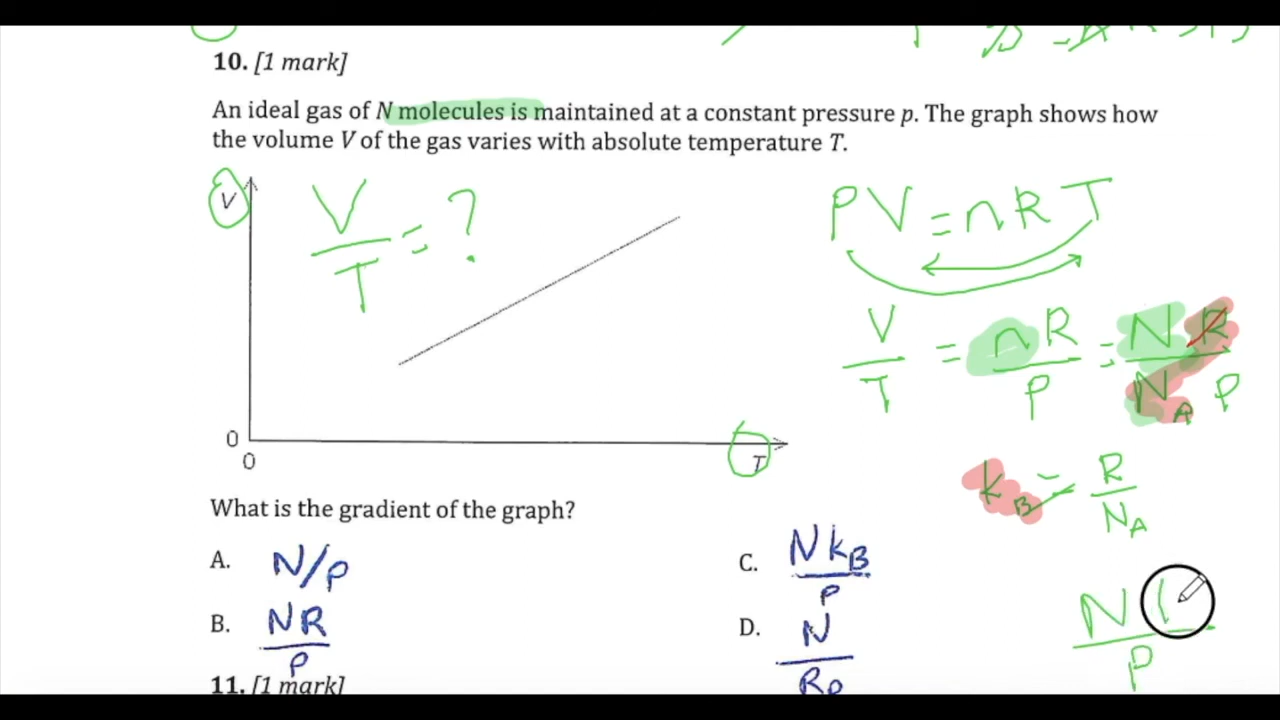 10. [1 mark]
An ideal gas of N molecules is maintained at a constant pressure p. The graph shows how
the volume V of the gas varies with absolute temperature T.
V
V/T = ?
PV = nRT
V/T = nR/P = NR/N_A P
0
0
T
k_B = R/N_A
What is the gradient of the graph?
A. N/P
C. Nk_B/P
B. NR/P
D. N/Rp
N
P
11. [1 mark]